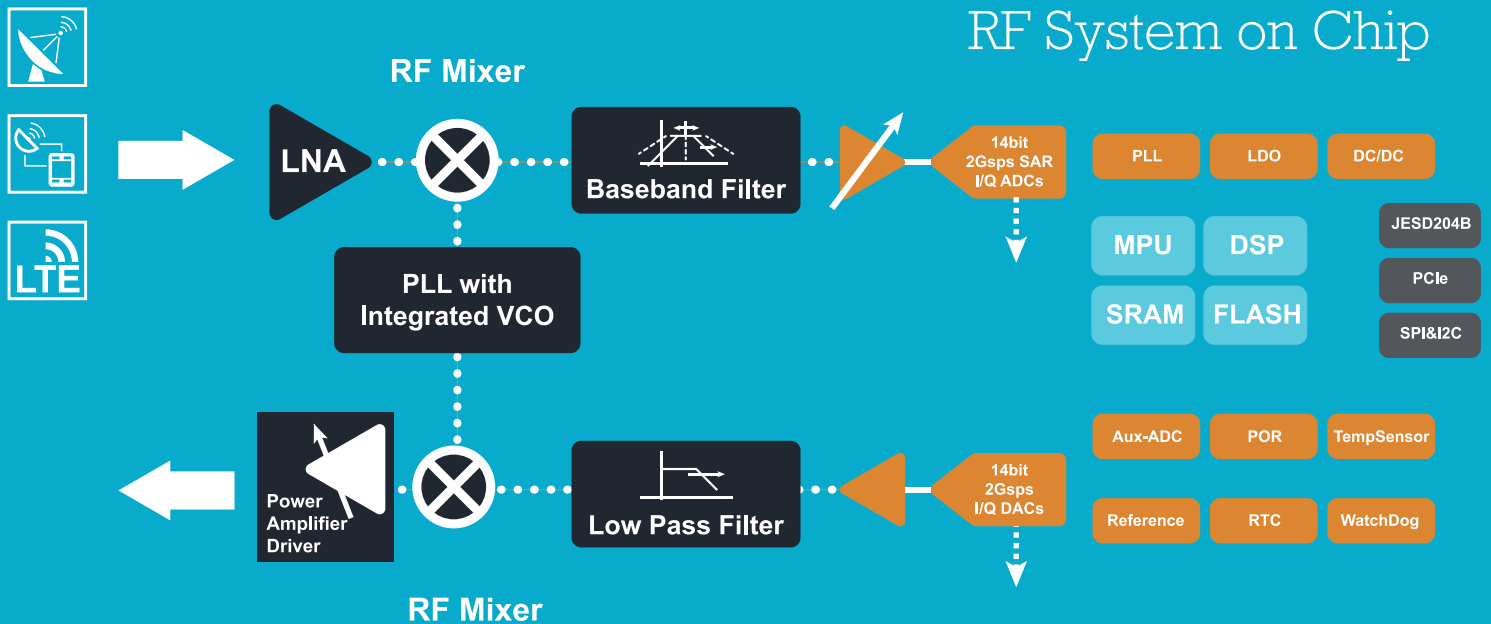 RF System on Chip
RF Mixer
LNA
Baseband Filter
14bit
2Gsps SAR
I/Q ADCs
PLL
LDO
DC/DC
JESD204B
MPU
DSP
PCIe
SRAM
FLASH
SPI&I2C
LTE
PLL with
Integrated VCO
Power
Amplifier
Driver
Low Pass Filter
14bit
2Gsps
I/Q DACs
Aux-ADC
POR
TempSensor
Reference
RTC
WatchDog
RF Mixer